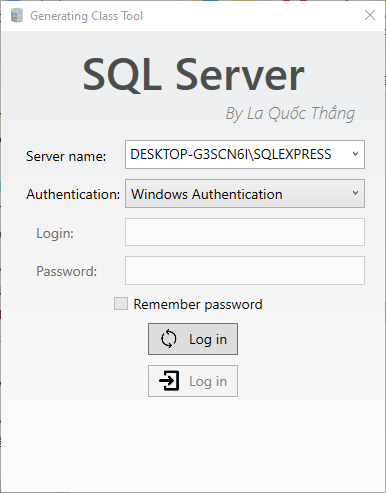 Generating Class Tool
SQL Server
By La Quốc Thắng
Server name: DESKTOP-G3SCN6I\SQLEXPRESS
Authentication: Windows Authentication
Login:
Password:
Remember password
Log in
Log in